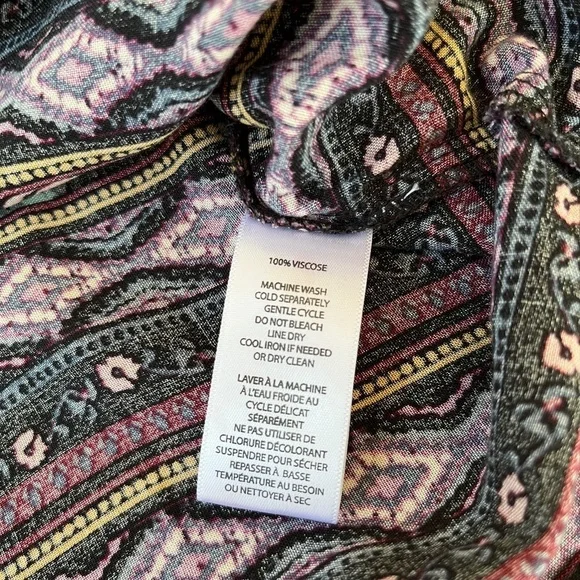 100% VISCOSE
MACHINE WASH
COLD SEPARATELY
GENTLE CYCLE
DO NOT BLEACH
LINE DRY
COOL IRON IF NEEDED
OR DRY CLEAN
LAVER À LA MACHINE
À L'EAU FROIDE AU
CYCLE DÉLICAT
SÉPARÉMENT
NE PAS UTILISER DE
CHLORURE DÉCOLORANT
SUSPENDRE POUR SÉCHER
REPASSER À BASSE
TEMPÉRATURE AU BESOIN
OU NETTOYER À SEC